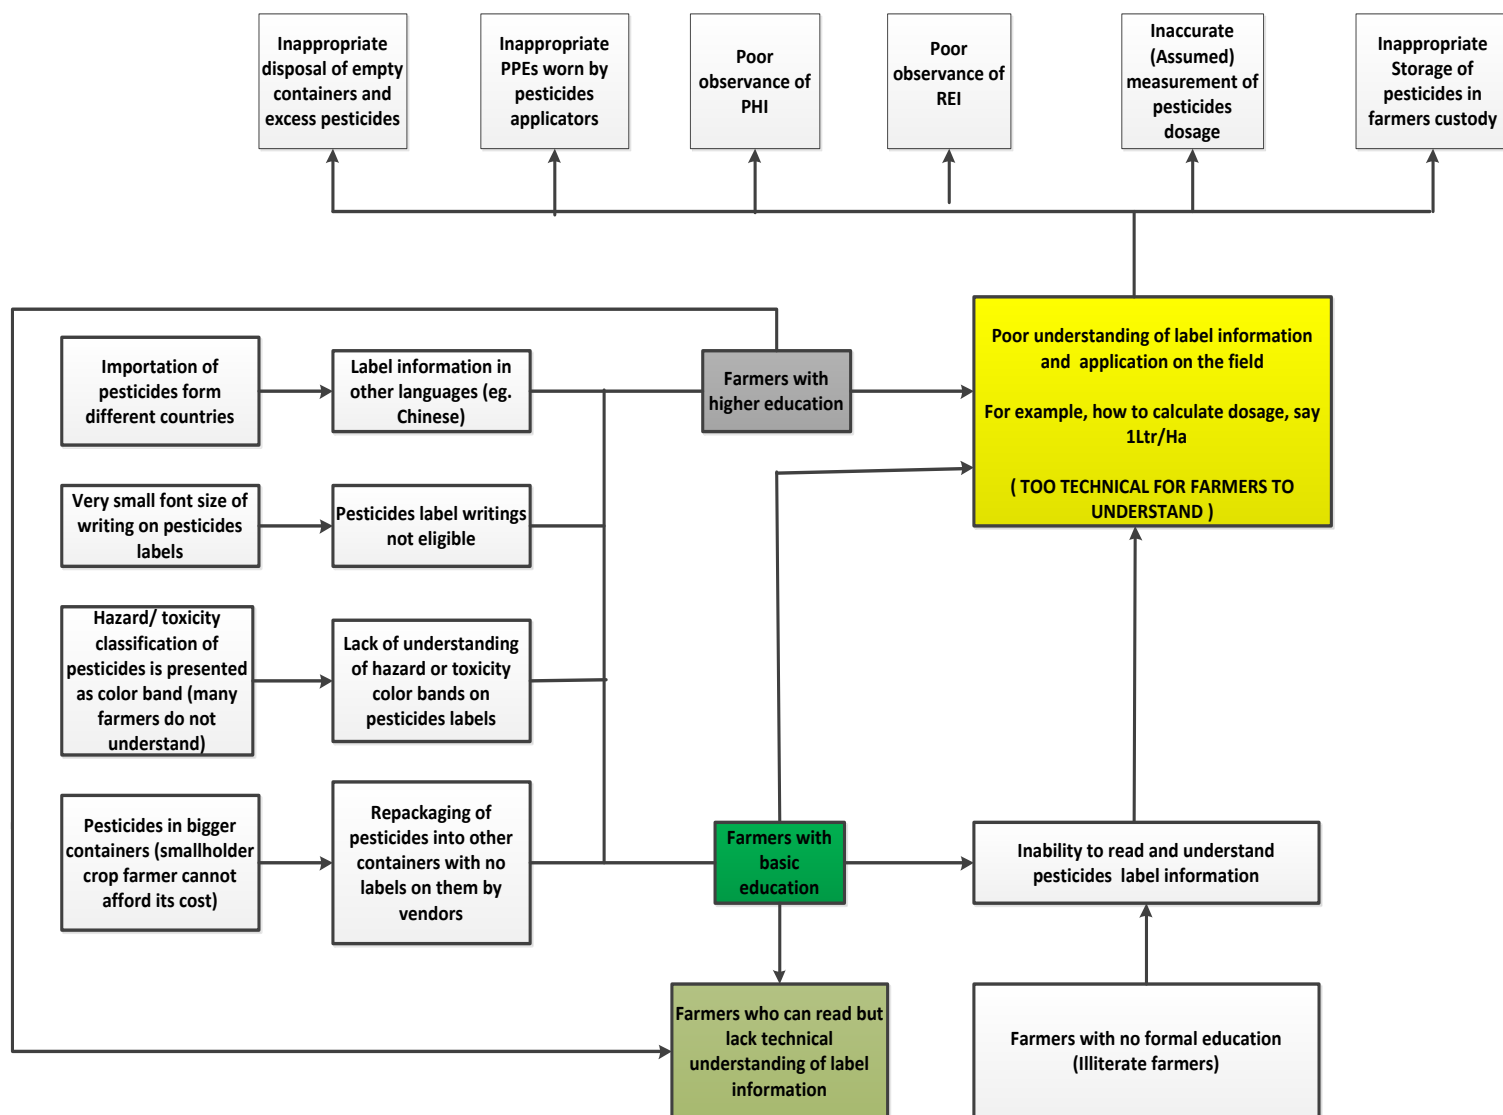 Inappropriate
disposal of empty
containers and
excess pesticides
Inappropriate
PPEs worn by
pesticides
applicators
Poor
observance of
PHI
Poor
observance of
REI
Inaccurate
(Assumed)
measurement of
pesticides
dosage
Inappropriate
Storage of
pesticides in
farmers custody
Importation of
pesticides form
different countries
Label information in
other languages (eg.
Chinese)
Farmers with
higher education
Poor understanding of label information
and application on the field
For example, how to calculate dosage, say
1Ltr/Ha
( TOO TECHNICAL FOR FARMERS TO
UNDERSTAND )
Very small font size of
writing on pesticides
labels
Pesticides label writings
not eligible
Hazard/ toxicity
classification of
pesticides is presented
as color band (many
farmers do not
understand)
Lack of understanding
of hazard or toxicity
color bands on
pesticides labels
Pesticides in bigger
containers (smallholder
crop farmer cannot
afford its cost)
Repackaging of
pesticides into other
containers with no
labels on them by
vendors
Farmers with
basic
education
Inability to read and understand
pesticides label information
Farmers who can read but
lack technical
understanding of label
information
Farmers with no formal education
(Illiterate farmers)